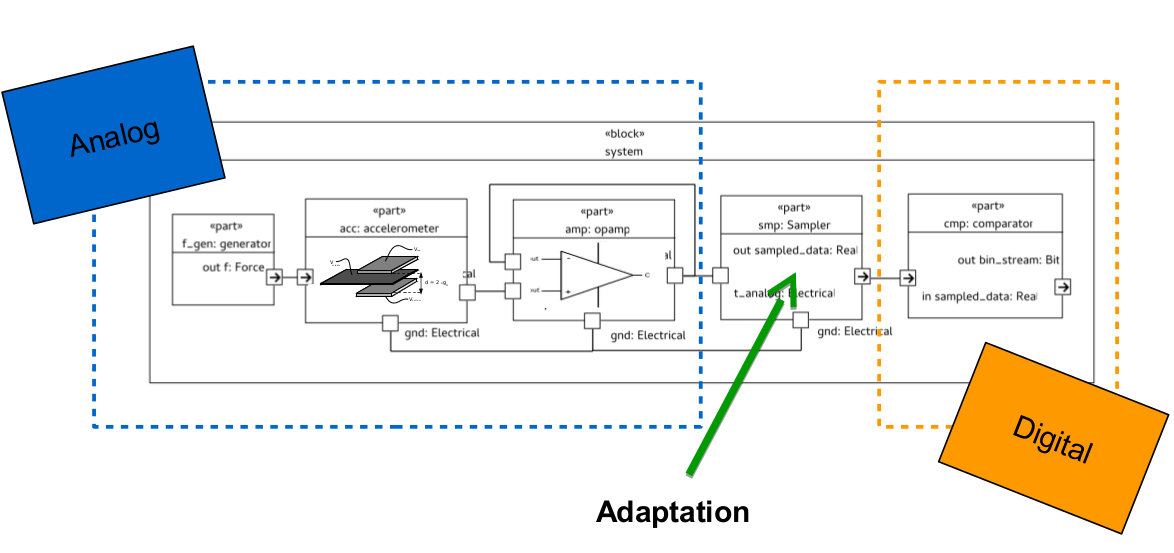 Analog
«block»
system
«part»
f_gen: generator
out f: Force
«part»
acc: accelerometer
gnd: Electrical
«part»
amp: opamp
gnd: Electrical
«part»
smp: Sampler
out sampled_data: Real
t_analog: Electrical
gnd: Electrical
«part»
cmp: comparator
out bin_stream: Bit
in sampled_data: Real
Digital
Adaptation